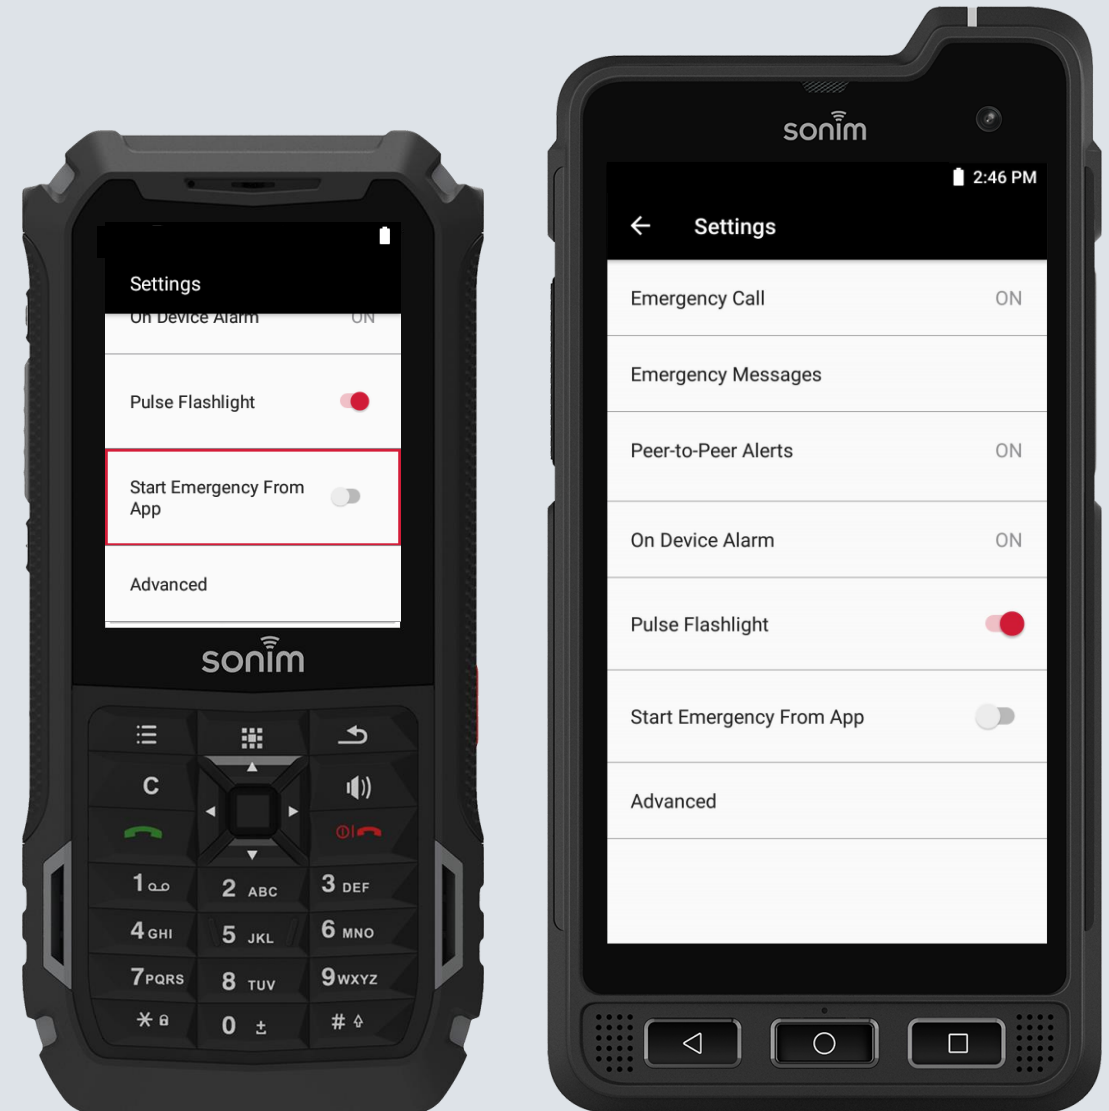 Settings
On Device Alarm ON
Pulse Flashlight
Start Emergency From
App
Advanced
sonim
C
1
2 ABC
3 DEF
4 GHI
5 JKL
6 MNO
7 PQRS
8 TUV
9 WXYZ
*
0 ±
#
sonim
2:46 PM
Settings
Emergency Call ON
Emergency Messages
Peer-to-Peer Alerts ON
On Device Alarm ON
Pulse Flashlight
Start Emergency From App
Advanced